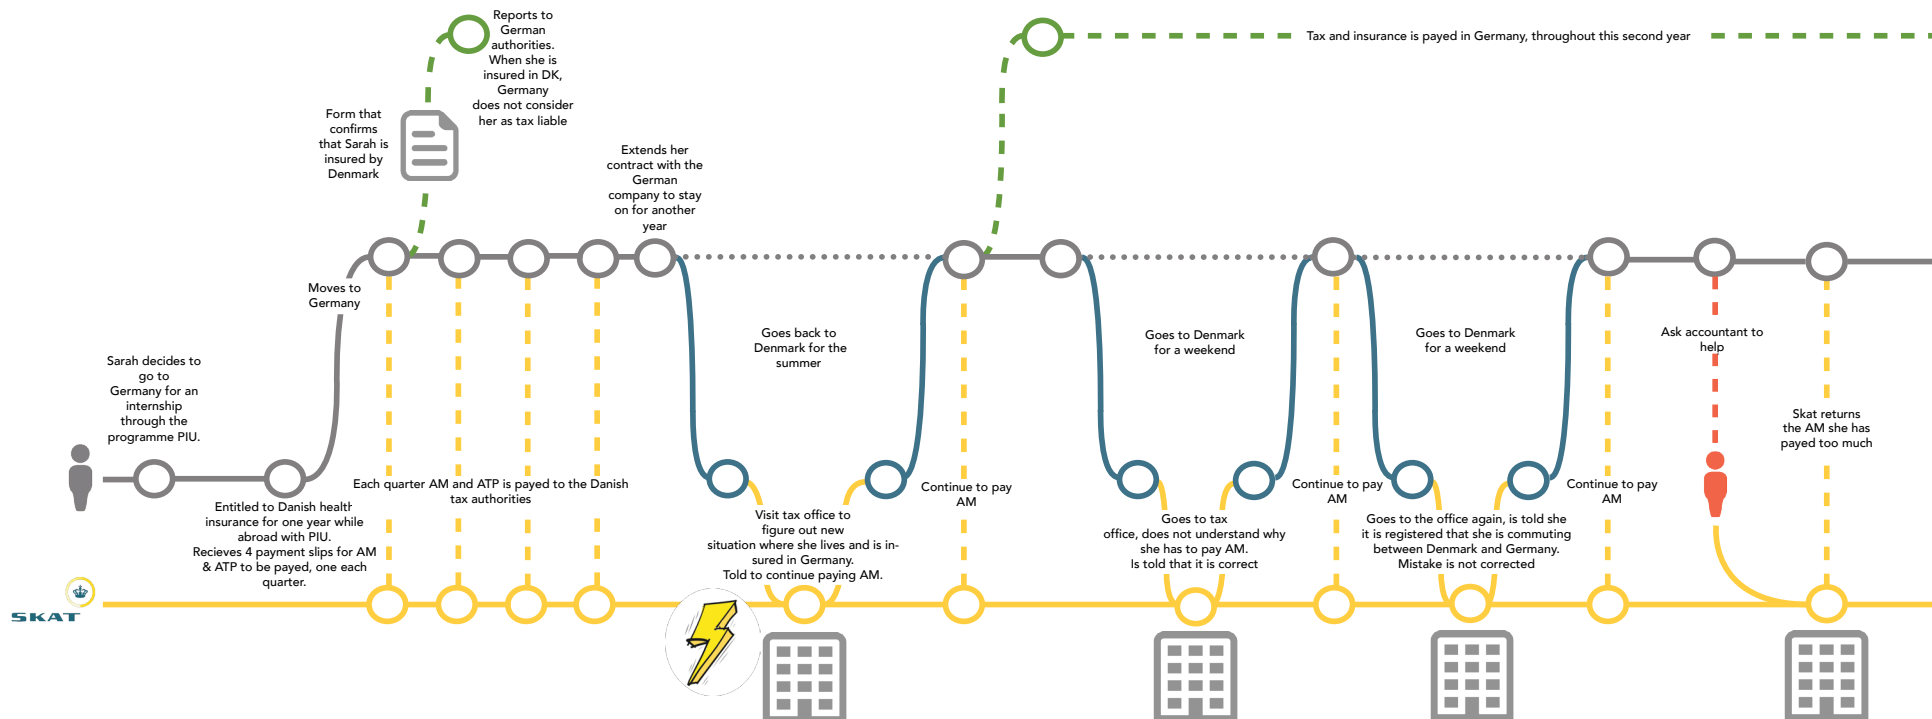 Reports to
German
authorities.
When she is
insured in DK,
Germany
does not consider
her as tax liable
Tax and insurance is payed in Germany, throughout this second year
Form that
confirms
that Sarah is
insured by
Denmark
Extends her
contract with the
German
company to stay
on for another
year
Moves to
Germany
Goes back to
Denmark for the
summer
Goes to Denmark
for a weekend
Goes to Denmark
for a weekend
Ask accountant to
help
Sarah decides to
go to
Germany for an
internship
through the
programme PIU.
Skat returns
the AM she has
payed too much
Each quarter AM and ATP is payed to the Danish
tax authorities
Continue to pay
AM
Continue to pay
AM
Continue to pay
AM
Entitled to Danish health
insurance for one year while
abroad with PIU.
Recieves 4 payment slips for AM
& ATP to be payed, one each
quarter.
Visit tax office to
figure out new
situation where she lives and is in-
sured in Germany.
Told to continue paying AM.
Goes to tax
office, does not understand why
she has to pay AM.
Is told that it is correct
Goes to the office again, is told she
it is registered that she is commuting
between Denmark and Germany.
Mistake is not corrected
SKAT